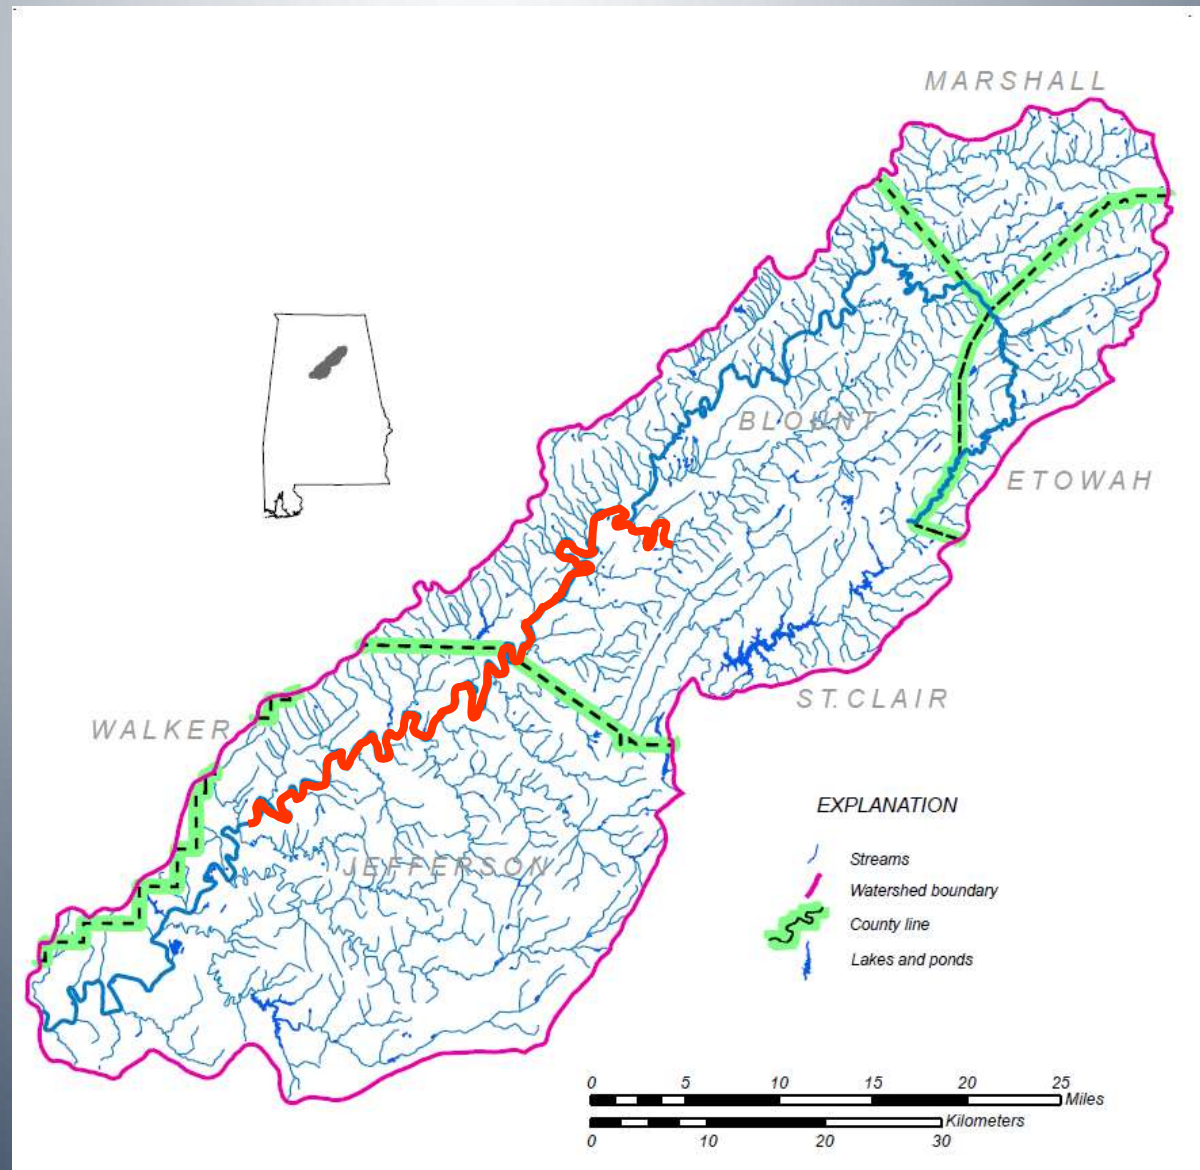 MARSHALL
BLOUNT
ETOWAH
ST. CLAIR
WALKER
JEFFERSON
EXPLANATION
Streams
Watershed boundary
County line
Lakes and ponds
0 5 10 15 20 25
Miles
Kilometers
0 10 20 30